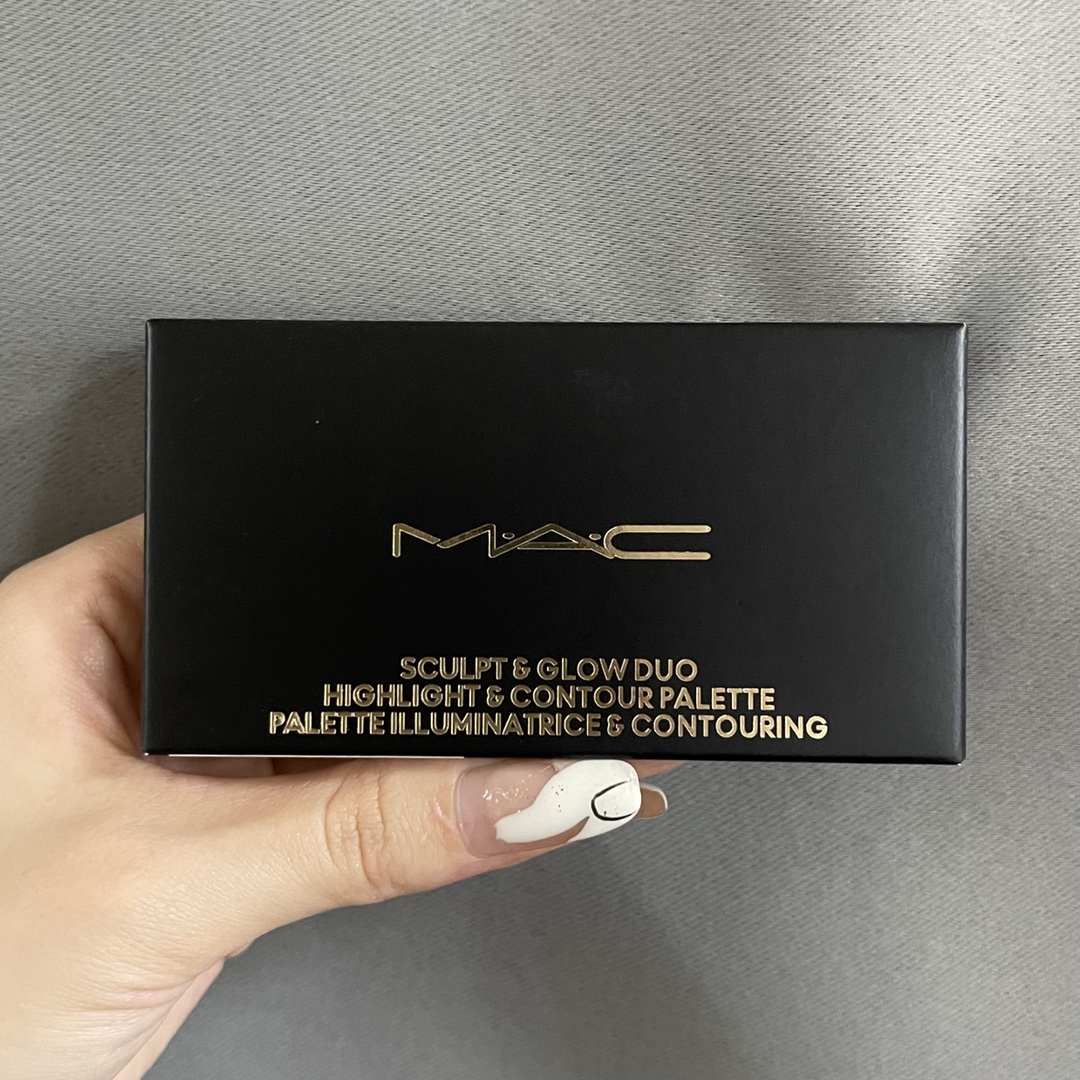 M·A·C
SCULPT & GLOW DUO
HIGHLIGHT & CONTOUR PALETTE
PALETTE ILLUMINATRICE & CONTOURING